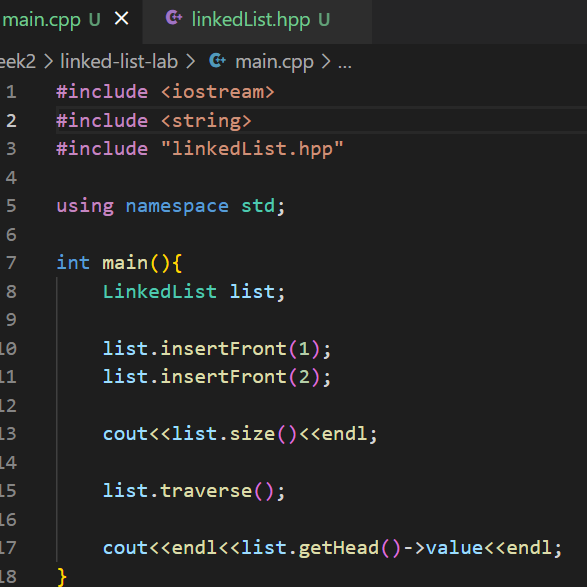 main.cpp U × linkedList.hpp U
eek2 > linked-list-lab > main.cpp > ...
1 #include <iostream>
2 #include <string>
3 #include "linkedList.hpp"
4
5 using namespace std;
6
7 int main(){
8 LinkedList list;
9
10 list.insertFront(1);
11 list.insertFront(2);
12
13 cout<<list.size()<<endl;
14
15 list.traverse();
16
17 cout<<endl<<list.getHead()->value<<endl;
18 }